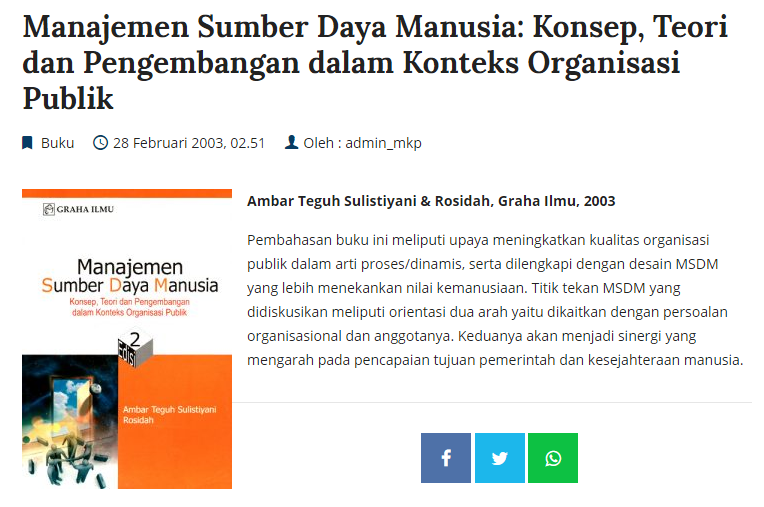 Manajemen Sumber Daya Manusia: Konsep, Teori
dan Pengembangan dalam Konteks Organisasi
Publik
Buku 28 Februari 2003, 02.51 Oleh : admin_mkp
GRAHA ILMU
Manajemen
Sumber Daya Manusia
Konsep, Teori dan Pengembangan
dalam Konteks Organisasi Publik
2
Ambar Teguh Sulistiyani
Rosidah
Ambar Teguh Sulistiyani & Rosidah, Graha Ilmu, 2003
Pembahasan buku ini meliputi upaya meningkatkan kualitas organisasi
publik dalam arti proses/dinamis, serta dilengkapi dengan desain MSDM
yang lebih menekankan nilai kemanusiaan. Titik tekan MSDM yang
didiskusikan meliputi orientasi dua arah yaitu dikaitkan dengan persoalan
organisasional dan anggotanya. Keduanya akan menjadi sinergi yang
mengarah pada pencapaian tujuan pemerintah dan kesejahteraan manusia.